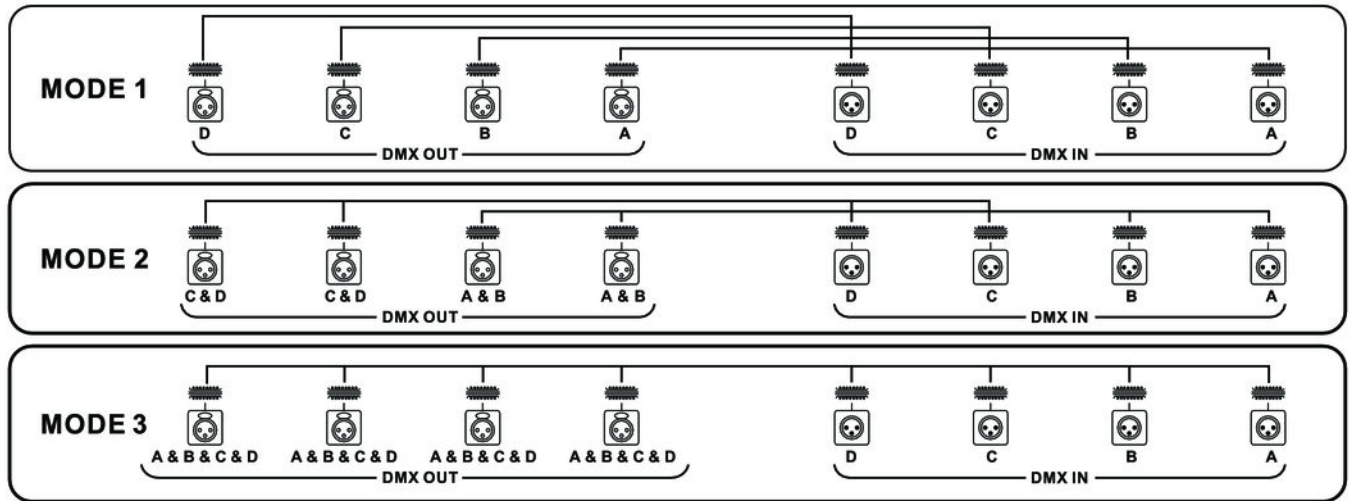 MODE 1
D C B A D C B A
DMX OUT DMX IN
MODE 2
C & D C & D A & B A & B D C B A
DMX OUT DMX IN
MODE 3
A & B & C & D A & B & C & D A & B & C & D A & B & C & D D C B A
DMX OUT DMX IN